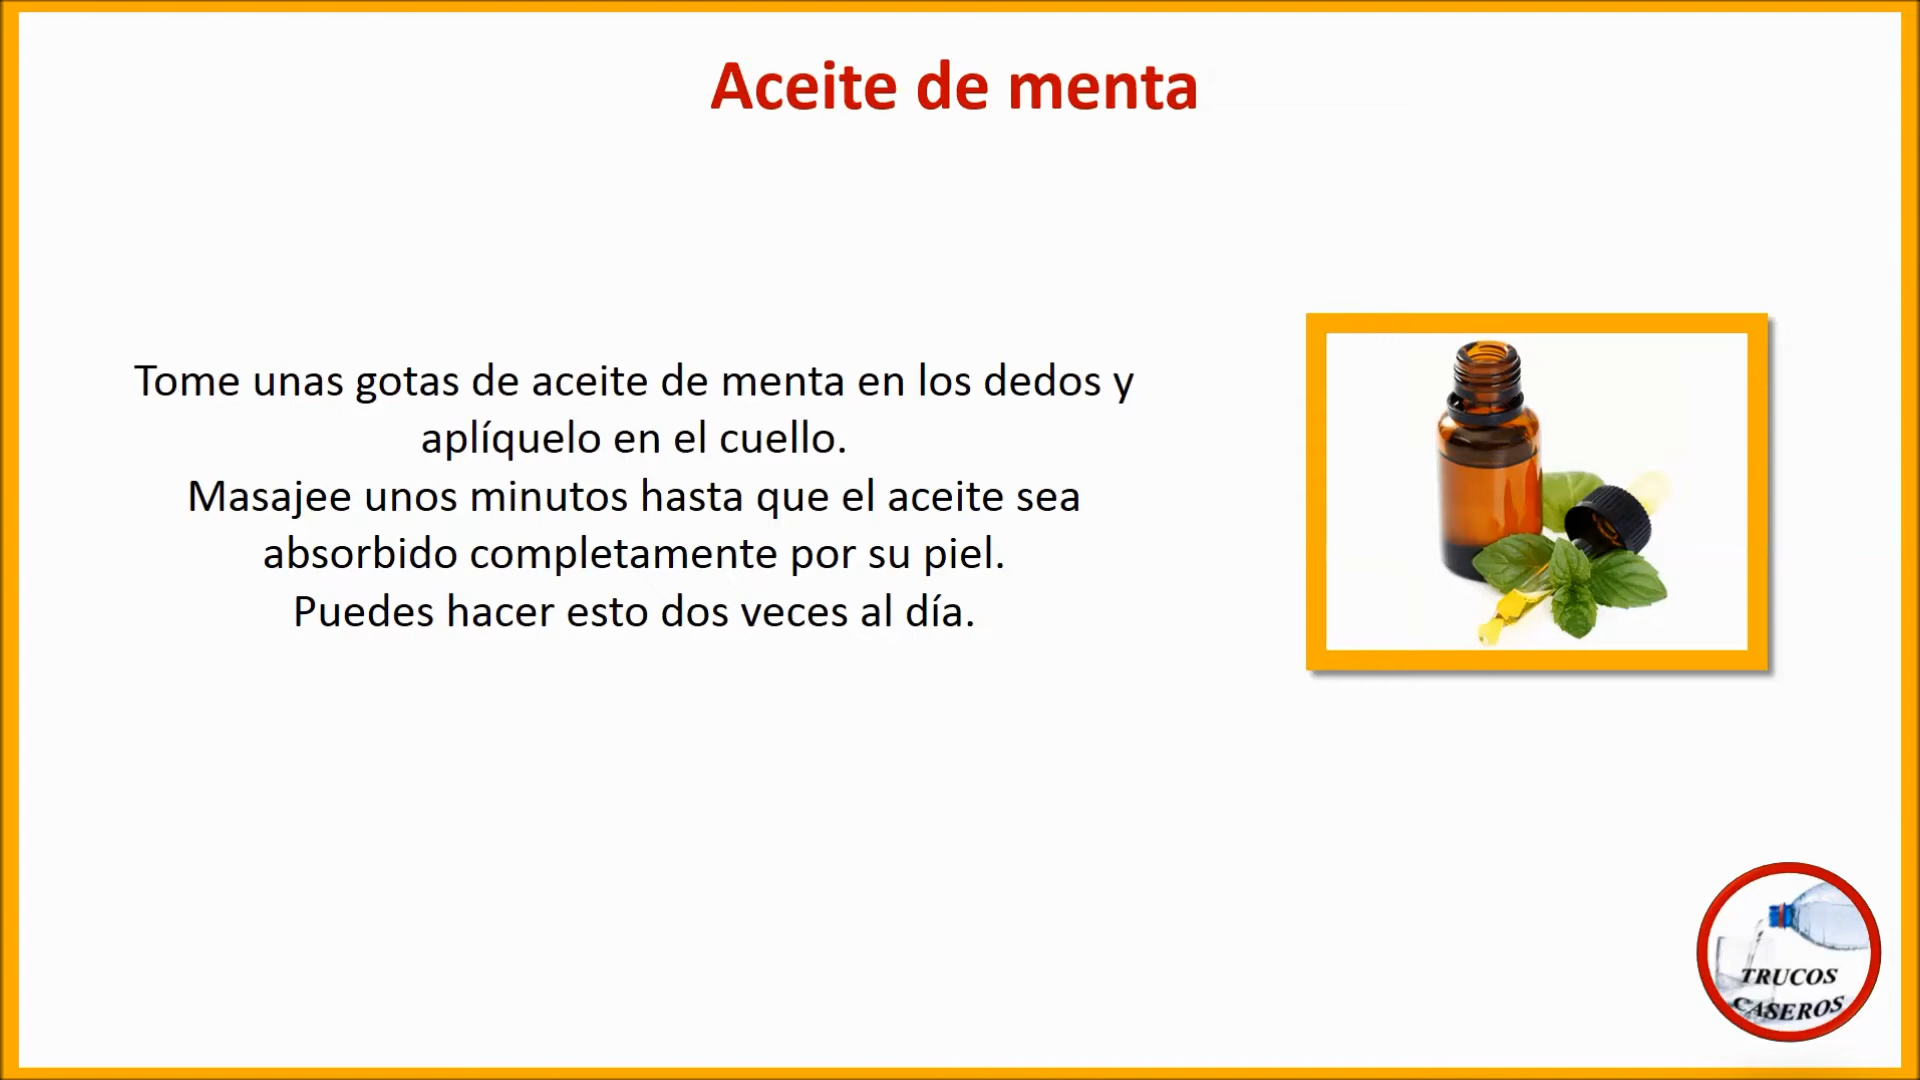 Aceite de menta
Tome unas gotas de aceite de menta en los dedos y
aplíquelo en el cuello.
Masajee unos minutos hasta que el aceite sea
absorbido completamente por su piel.
Puedes hacer esto dos veces al día.
TRUCOS
CASEROS